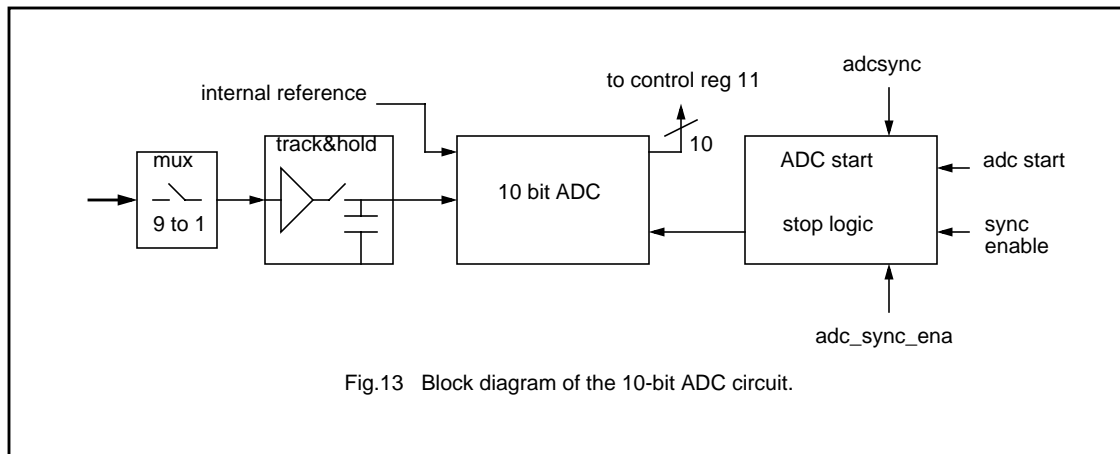 adcsync
to control reg 11
internal reference
10
track&hold
mux
9 to 1
10 bit ADC
ADC start
stop logic
adc start
sync
enable
adc_sync_ena
Fig.13 Block diagram of the 10-bit ADC circuit.